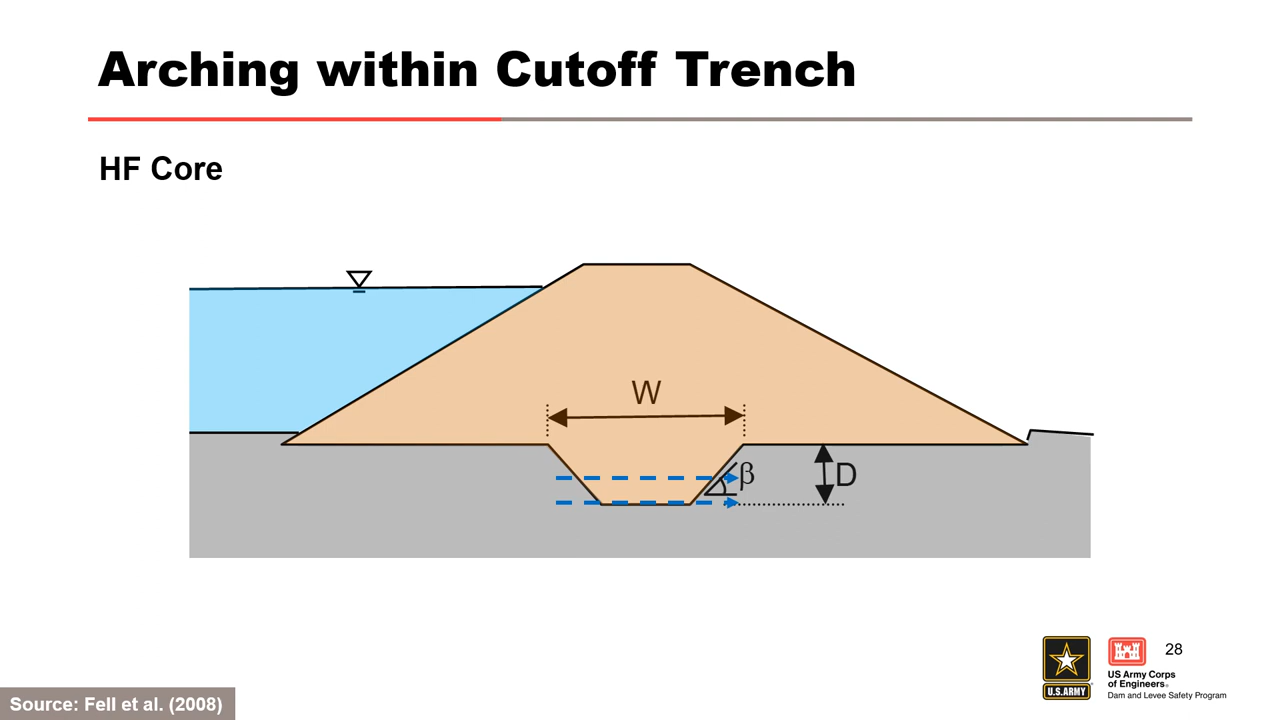 Arching within Cutoff Trench
HF Core
W
β
D
28
U.S.ARMY
US Army Corps
of Engineers®
Dam and Levee Safety Program
Source: Fell et al. (2008)